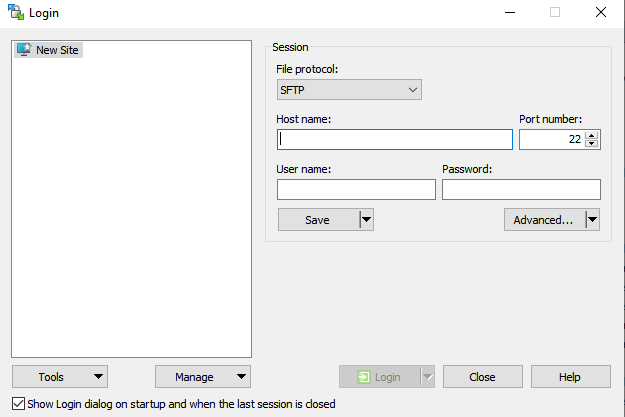 Login
New Site
Session
File protocol:
SFTP
Host name:
Port number:
22
User name:
Password:
Save
Advanced...
Tools
Manage
Login
Close
Help
Show Login dialog on startup and when the last session is closed